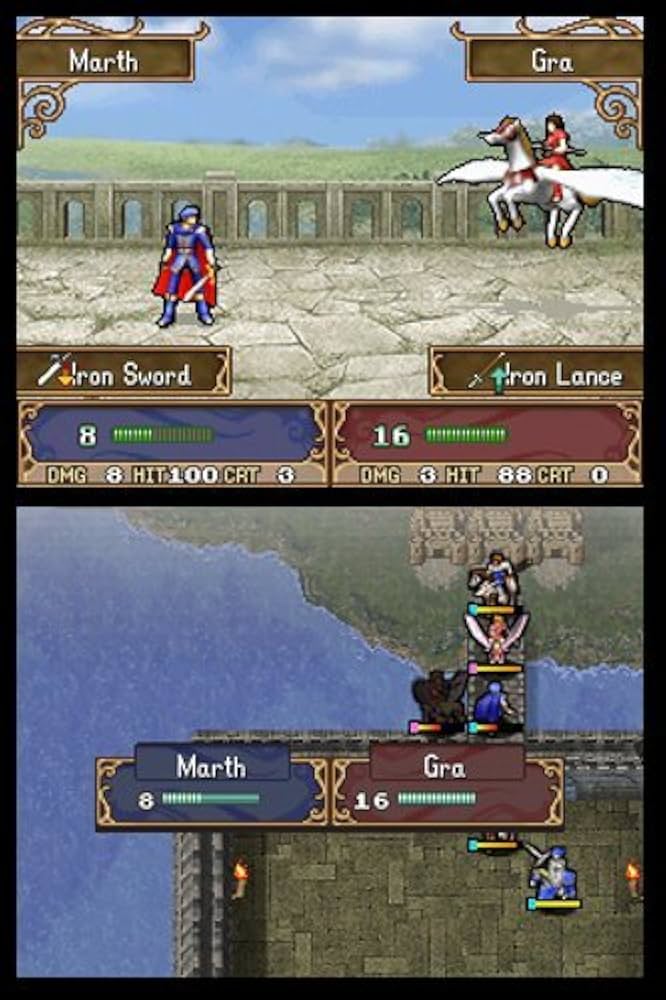 Marth
Gra
Iron Sword
Iron Lance
8
16
DMG 8 HIT 100 CRT 3
DMG 3 HIT 88 CRT 0
Marth
Gra
8
16